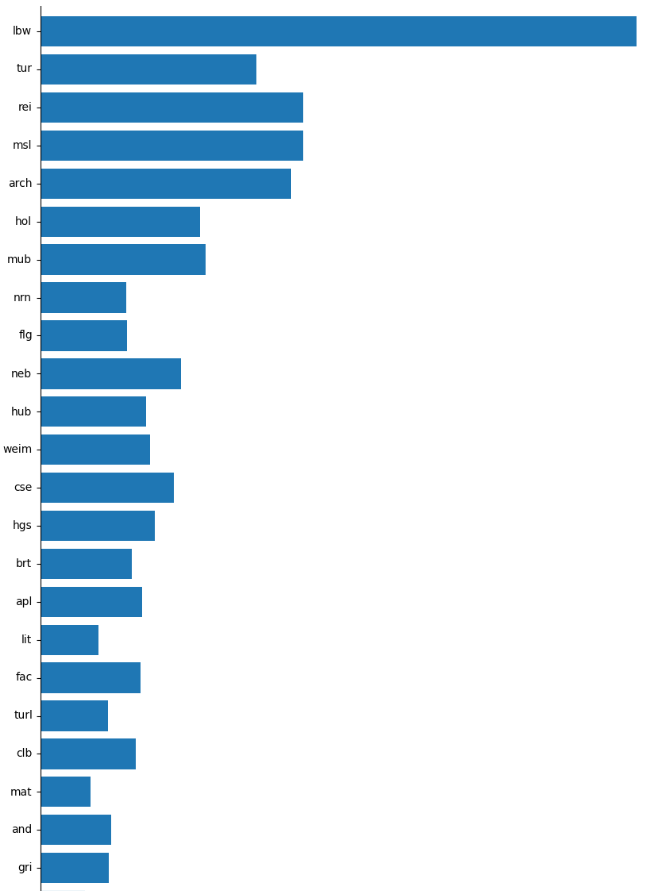 lbw
tur
rei
msl
arch
hol
mub
nrn
flg
neb
hub
weim
cse
hgs
brt
apl
lit
fac
turl
clb
mat
and
gri